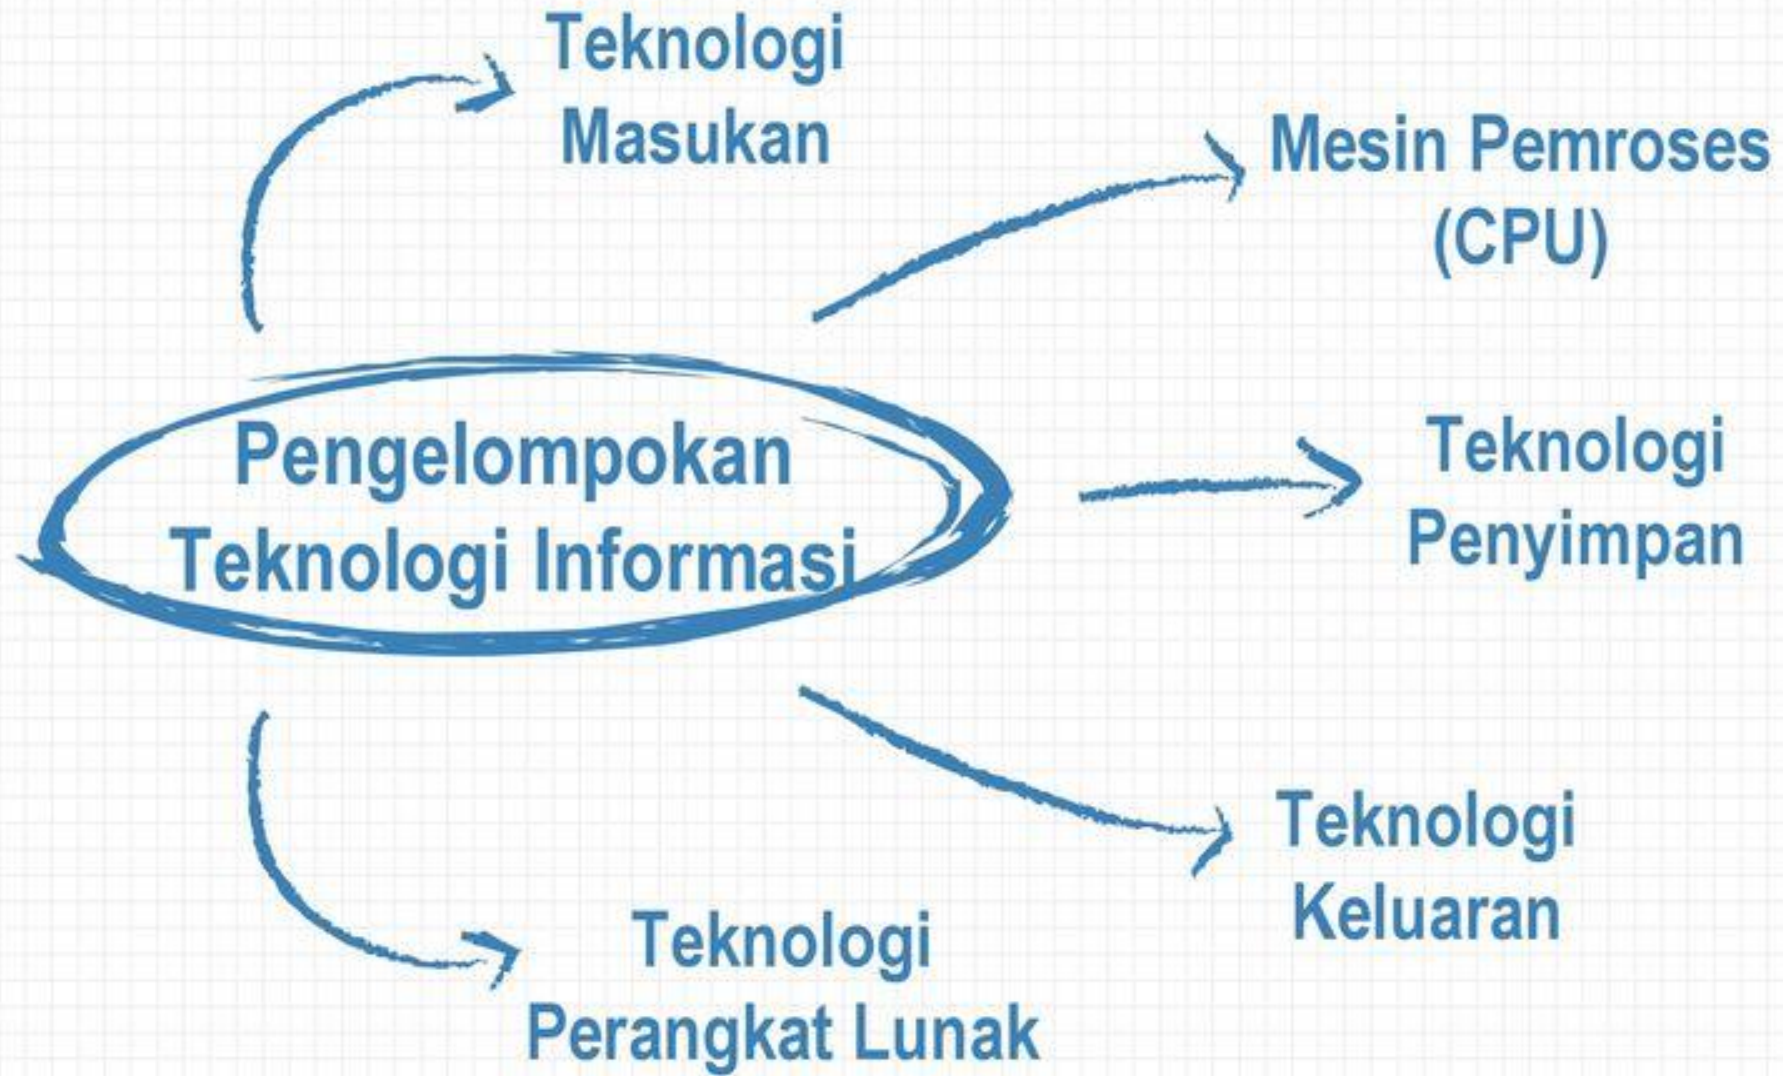 Teknologi
Masukan
Mesin Pemroses
(CPU)
Pengelompokan
Teknologi Informasi
Teknologi
Penyimpan
Teknologi
Keluaran
Teknologi
Perangkat Lunak